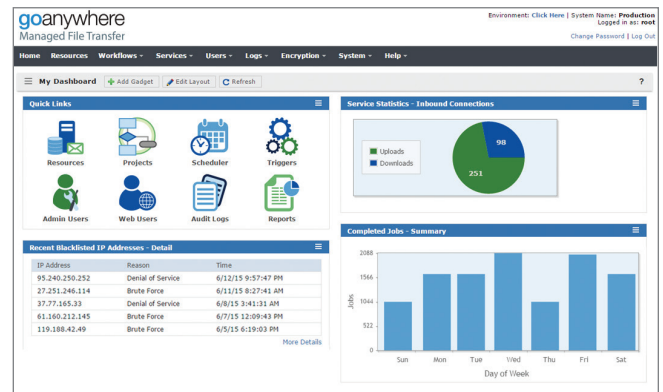 goanywhere
Managed File Transfer
Environment: Click Here | System Name: Production
Logged in as: root
Change Password | Log Out
Home Resources Workflows Services Users Logs Encryption System Help
My Dashboard Add Gadget Edit Layout Refresh ?
Quick Links
Resources Projects Scheduler Triggers
Admin Users Web Users Audit Logs Reports
Recent Blacklisted IP Addresses - Detail
IP Address Reason Time
95.240.250.252 Denial of Service 6/12/15 9:57:47 PM
27.251.246.114 Brute Force 6/11/15 8:27:41 AM
37.77.165.33 Denial of Service 6/8/15 3:41:31 AM
61.160.212.145 Brute Force 6/7/15 12:09:43 PM
119.188.42.49 Brute Force 6/5/15 6:19:03 PM
More Details
Service Statistics - Inbound Connections
Uploads
Downloads
98
251
Completed Jobs - Summary
Jobs
2088
1566
1044
522
0
Sun Mon Tue Wed Thu Fri Sat
Day of Week